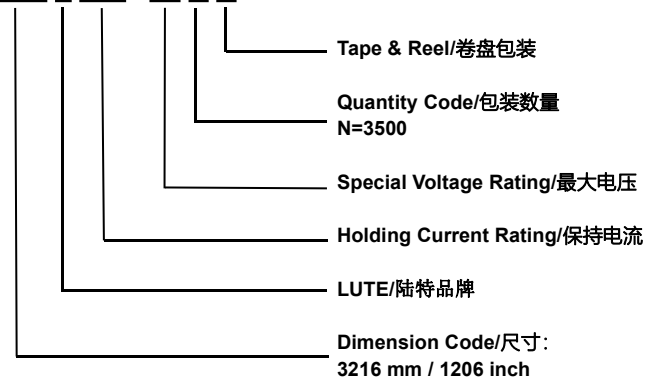 Tape & Reel/卷盘包装
Quantity Code/包装数量
N=3500
Special Voltage Rating/最大电压
Holding Current Rating/保持电流
LUTE/陆特品牌
Dimension Code/尺寸:
3216 mm / 1206 inch